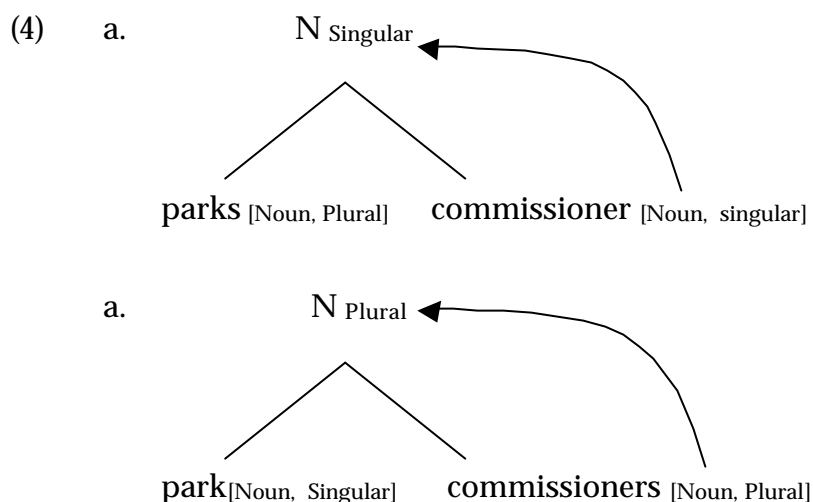 (4) a. N Singular
parks [Noun, Plural] commissioner [Noun, singular]
a. N Plural
park[Noun, Singular] commissioners [Noun, Plural]